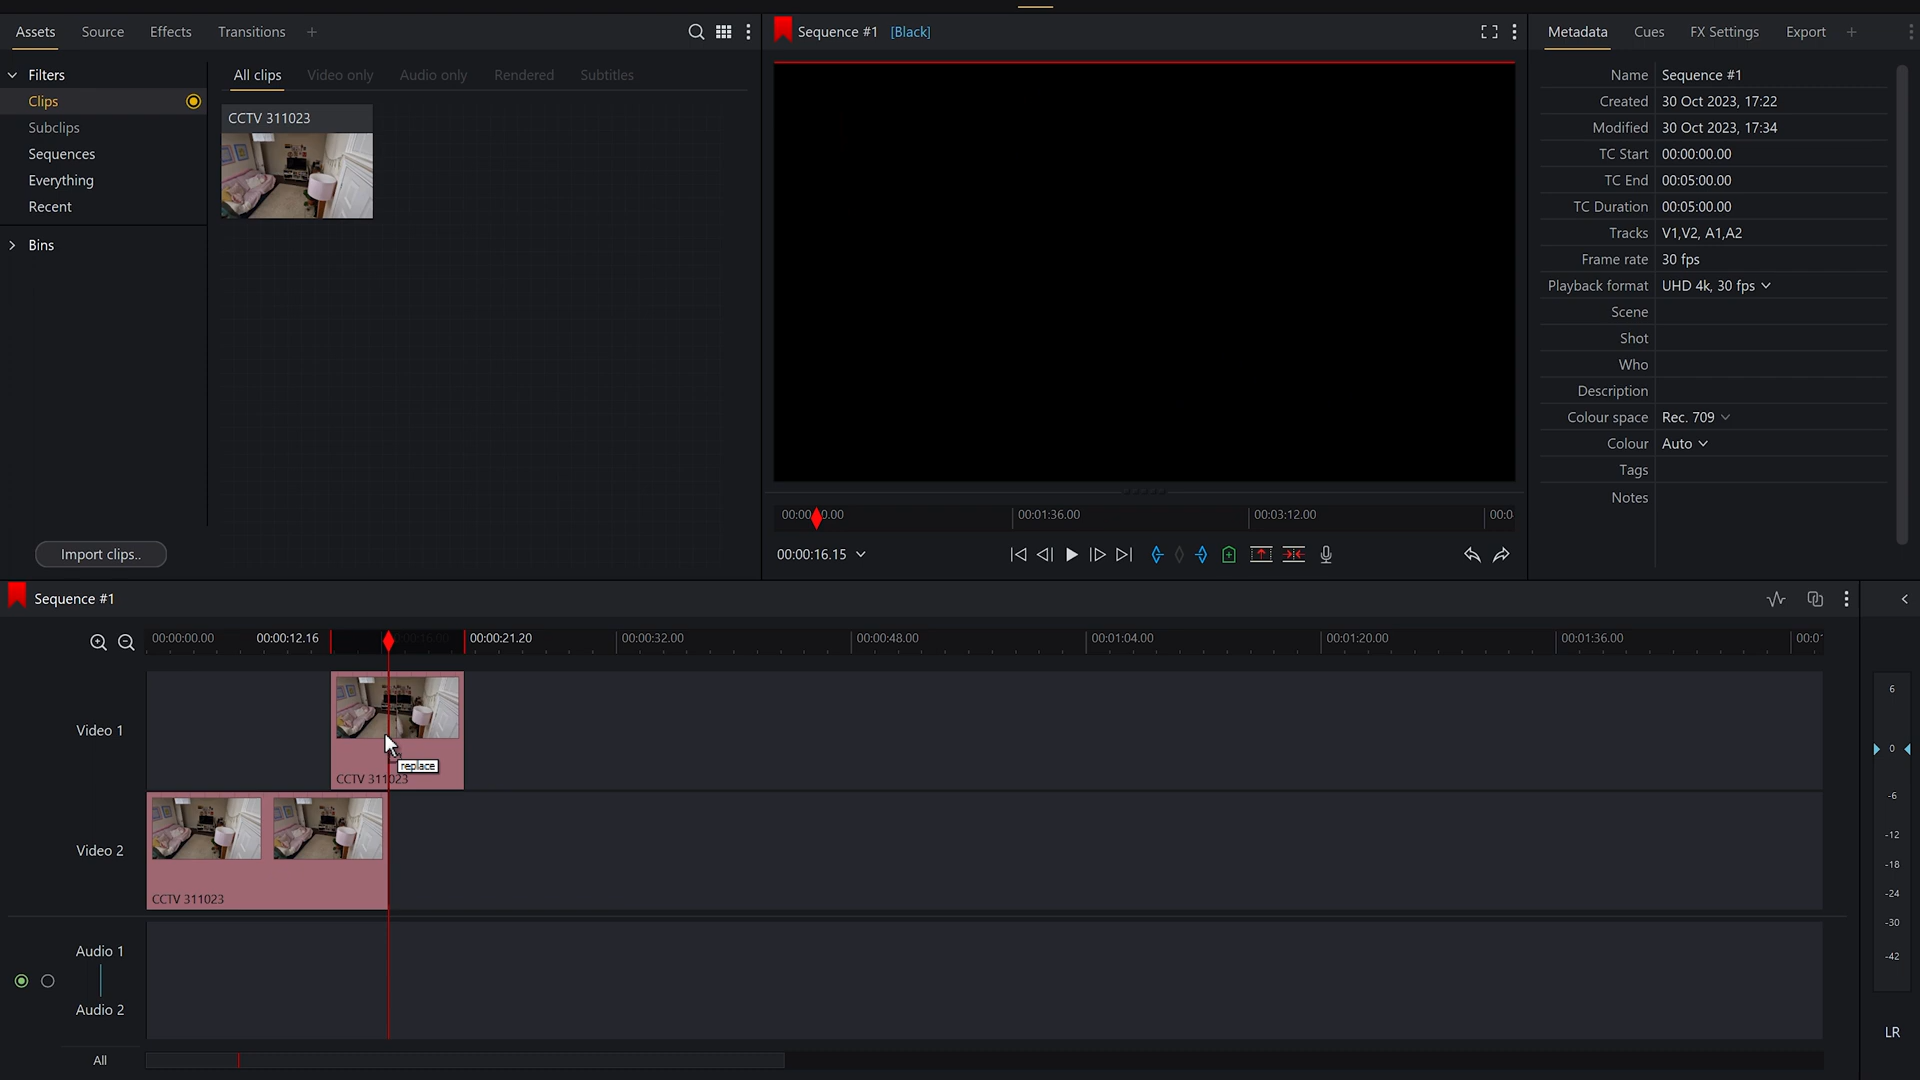 Assets Source Effects Transitions
Sequence #1 [Black]
Metadata Cues FX Settings Export
Filters
Clips
Subclips
Sequences
Everything
Recent
Bins
Import clips..
All clips Video only Audio only Rendered Subtitles
CCTV 311023
00:01:36.00 00:03:12.00 00:0
00:00:16.15
Name Sequence #1
Created 30 Oct 2023, 17:22
Modified 30 Oct 2023, 17:34
TC Start 00:00:00.00
TC End 00:05:00.00
TC Duration 00:05:00.00
Tracks V1,V2, A1,A2
Frame rate 30 fps
Playback format UHD 4k, 30 fps
Scene
Shot
Who
Description
Colour space Rec. 709
Colour Auto
Tags
Notes
Sequence #1
00:00:00.00 00:00:12.16 00:00:21.20 00:00:32.00 00:00:48.00 00:01:04.00 00:01:20.00 00:01:36.00
Video 1
replace
CCTV 311023
Video 2
CCTV 311023
Audio 1
Audio 2
All
6
0
-6
-12
-18
-24
-30
-42
LR